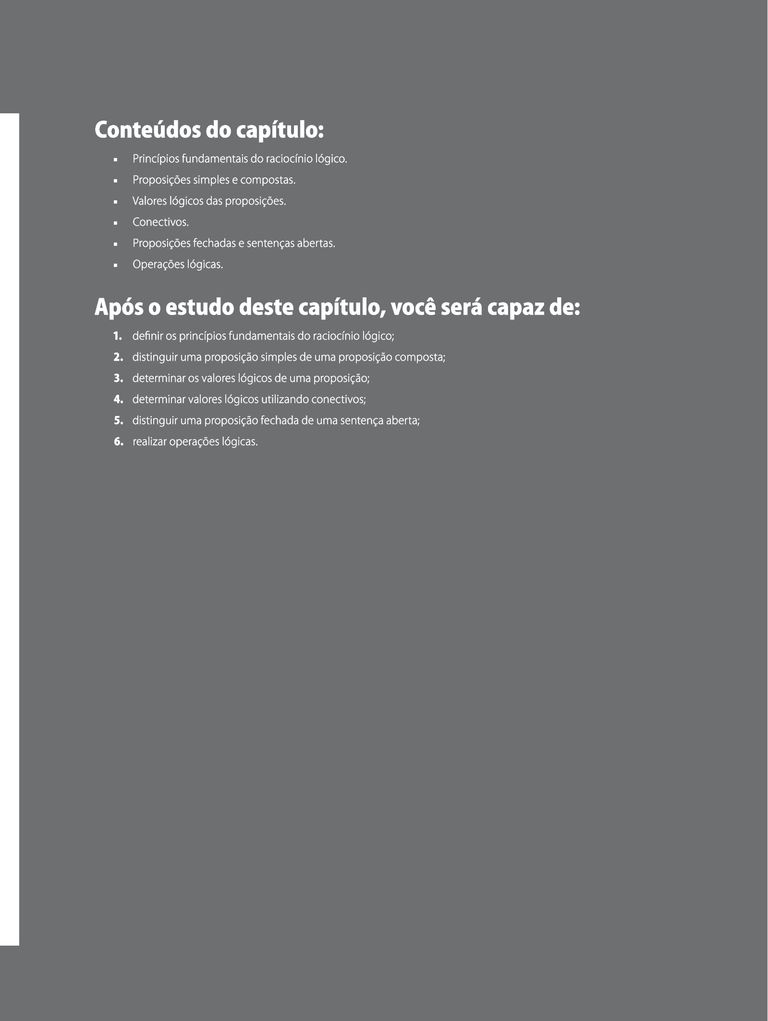 Conteúdos do capítulo:
▪ Princípios fundamentais do raciocínio lógico.
▪ Proposições simples e compostas.
▪ Valores lógicos das proposições.
▪ Conectivos.
▪ Proposições fechadas e sentenças abertas.
▪ Operações lógicas.
Após o estudo deste capítulo, você será capaz de:
1. definir os princípios fundamentais do raciocínio lógico;
2. distinguir uma proposição simples de uma proposição composta;
3. determinar os valores lógicos de uma proposição;
4. determinar valores lógicos utilizando conectivos;
5. distinguir uma proposição fechada de uma sentença aberta;
6. realizar operações lógicas.